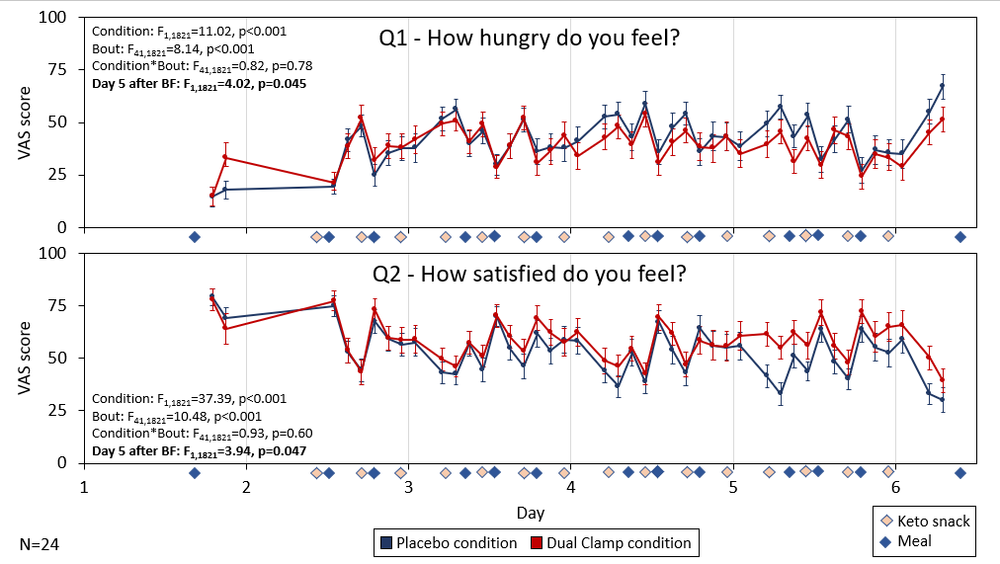 Q1 - How hungry do you feel?
Condition: F1,1821=11.02, p<0.001
Bout: F41,1821=8.14, p<0.001
Condition*Bout: F41,1821=0.82, p=0.78
Day 5 after BF: F1,1821=4.02, p=0.045
VAS score
100
75
50
25
0
Q2 - How satisfied do you feel?
VAS score
100
75
50
25
0
Condition: F1,1821=37.39, p<0.001
Bout: F41,1821=10.48, p<0.001
Condition*Bout: F41,1821=0.93, p=0.60
Day 5 after BF: F1,1821=3.94, p=0.047
1 2 3 4 5 6
Day
N=24
Placebo condition Dual Clamp condition
Keto snack
Meal